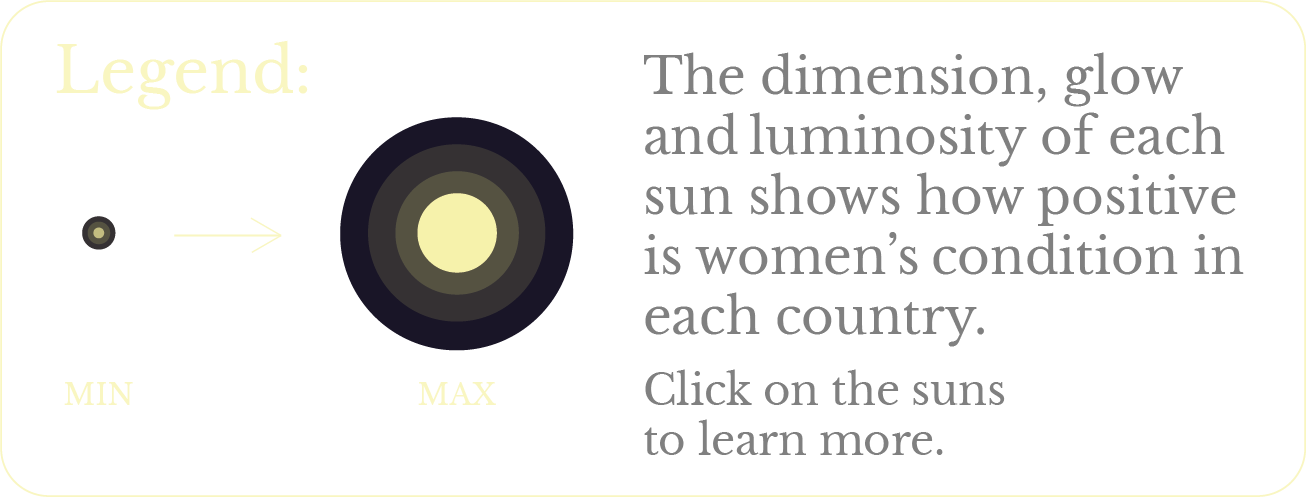 Legend:
The dimension, glow
and luminosity of each
sun shows how positive
is women’s condition in
each country.
MIN
MAX
Click on the suns
to learn more.